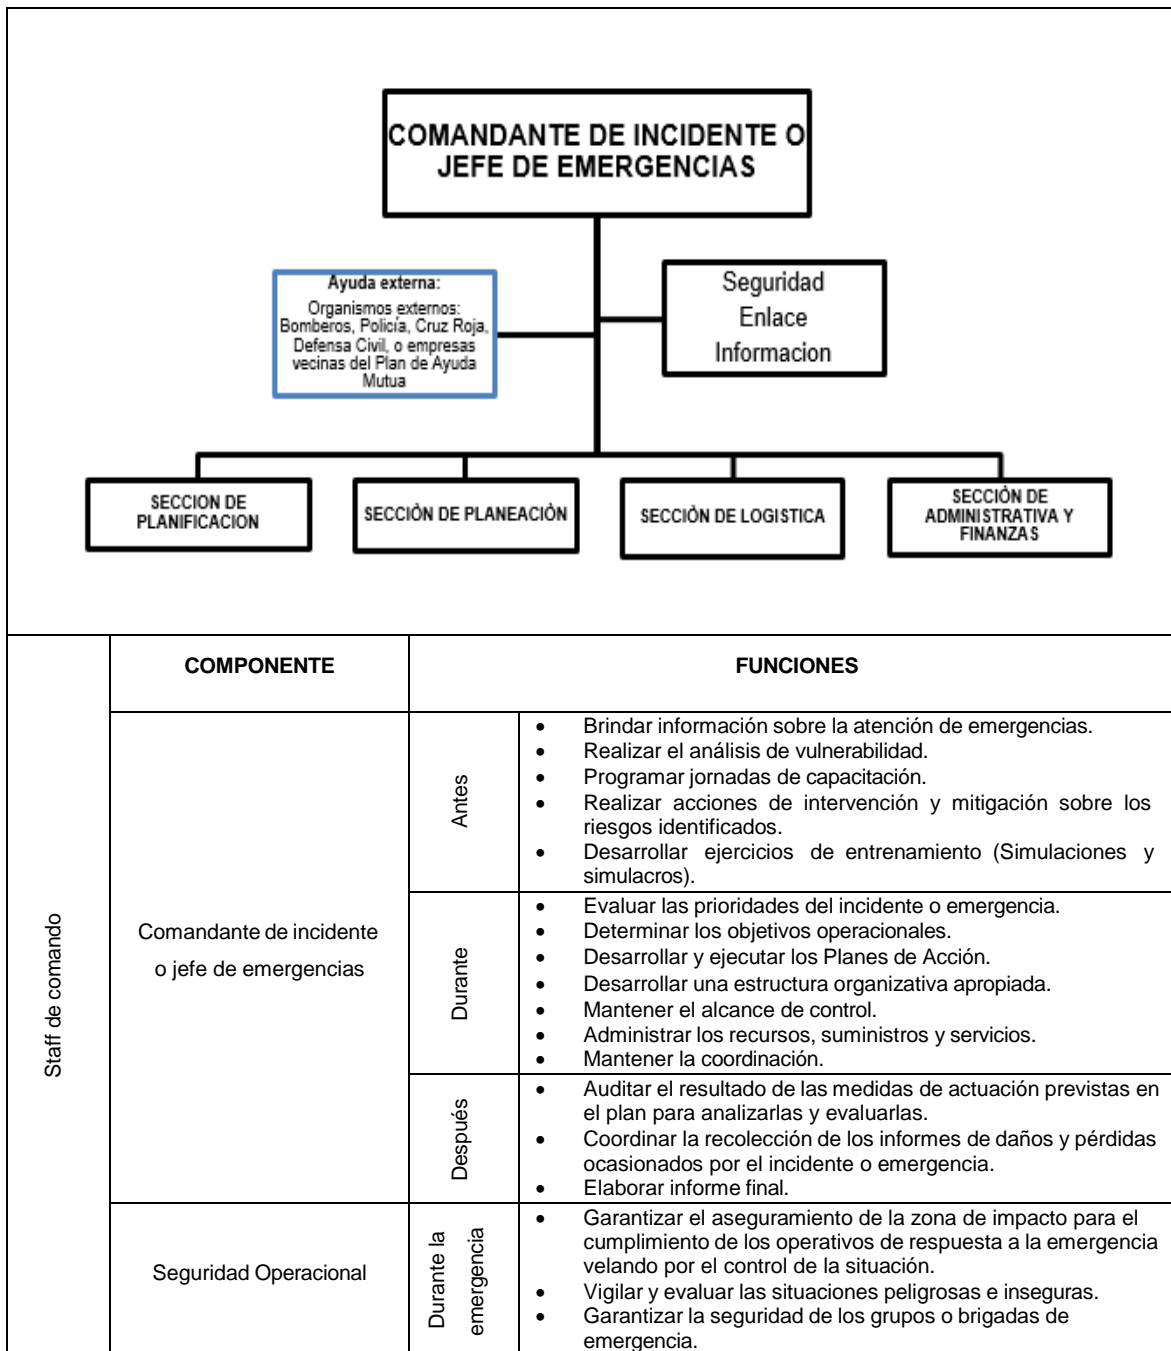 COMANDANTE DE INCIDENTE O
JEFE DE EMERGENCIAS
Ayuda externa:
Organismos externos:
Bomberos, Policía, Cruz Roja,
Defensa Civil, o empresas
vecinas del Plan de Ayuda
Mutua
Seguridad
Enlace
Informacion
SECCION DE
PLANIFICACION
SECCIÒN DE PLANEACIÒN
SECCIÒN DE LOGISTICA
SECCIÒN DE
ADMINISTRATIVA Y
FINANZAS
COMPONENTE
FUNCIONES
Staff de comando
Comandante de incidente
o jefe de emergencias
Antes
• Brindar información sobre la atención de emergencias.
• Realizar el análisis de vulnerabilidad.
• Programar jornadas de capacitación.
• Realizar acciones de intervención y mitigación sobre los
riesgos identificados.
• Desarrollar ejercicios de entrenamiento (Simulaciones y
simulacros).
Durante
• Evaluar las prioridades del incidente o emergencia.
• Determinar los objetivos operacionales.
• Desarrollar y ejecutar los Planes de Acción.
• Desarrollar una estructura organizativa apropiada.
• Mantener el alcance de control.
• Administrar los recursos, suministros y servicios.
• Mantener la coordinación.
Después
• Auditar el resultado de las medidas de actuación previstas en
el plan para analizarlas y evaluarlas.
• Coordinar la recolección de los informes de daños y pérdidas
ocasionados por el incidente o emergencia.
• Elaborar informe final.
Seguridad Operacional
Durante la
emergencia
• Garantizar el aseguramiento de la zona de impacto para el
cumplimiento de los operativos de respuesta a la emergencia
velando por el control de la situación.
• Vigilar y evaluar las situaciones peligrosas e inseguras.
• Garantizar la seguridad de los grupos o brigadas de
emergencia.